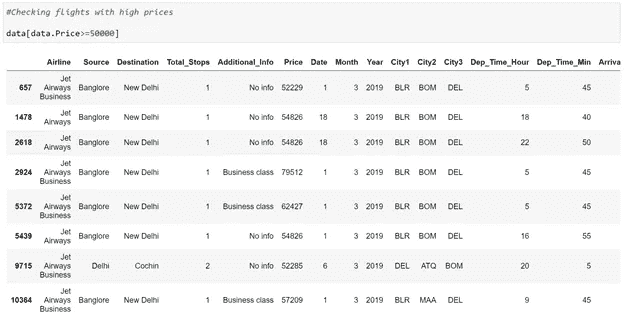 #Checking flights with high prices
data[data.Price>=50000]
Airline Source Destination Total_Stops Additional_Info Price Date Month Year City1 City2 City3 Dep_Time_Hour Dep_Time_Min Arriva
657 Jet Airways Business Banglore New Delhi 1 No info 52229 1 3 2019 BLR BOM DEL 5 45
1478 Jet Airways Banglore New Delhi 1 No info 54826 18 3 2019 BLR BOM DEL 18 40
2618 Jet Airways Banglore New Delhi 1 No info 54826 18 3 2019 BLR BOM DEL 22 50
2924 Jet Airways Business Banglore New Delhi 1 Business class 79512 1 3 2019 BLR BOM DEL 5 45
5372 Jet Airways Business Banglore New Delhi 1 Business class 62427 1 3 2019 BLR BOM DEL 5 45
5439 Jet Airways Banglore New Delhi 1 No info 54826 1 3 2019 BLR BOM DEL 16 55
9715 Jet Airways Business Delhi Cochin 2 No info 52285 6 3 2019 DEL ATQ BOM 20 5
10364 Jet Airways Business Banglore New Delhi 1 Business class 57209 1 3 2019 BLR MAA DEL 9 45